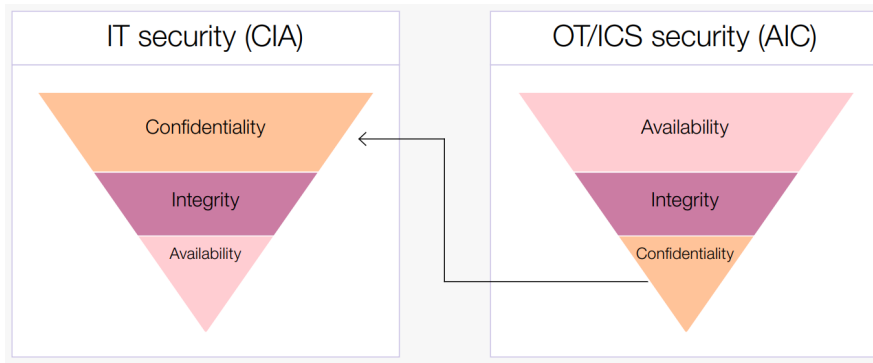 IT security (CIA)
Confidentiality
Integrity
Availability
OT/ICS security (AIC)
Availability
Integrity
Confidentiality